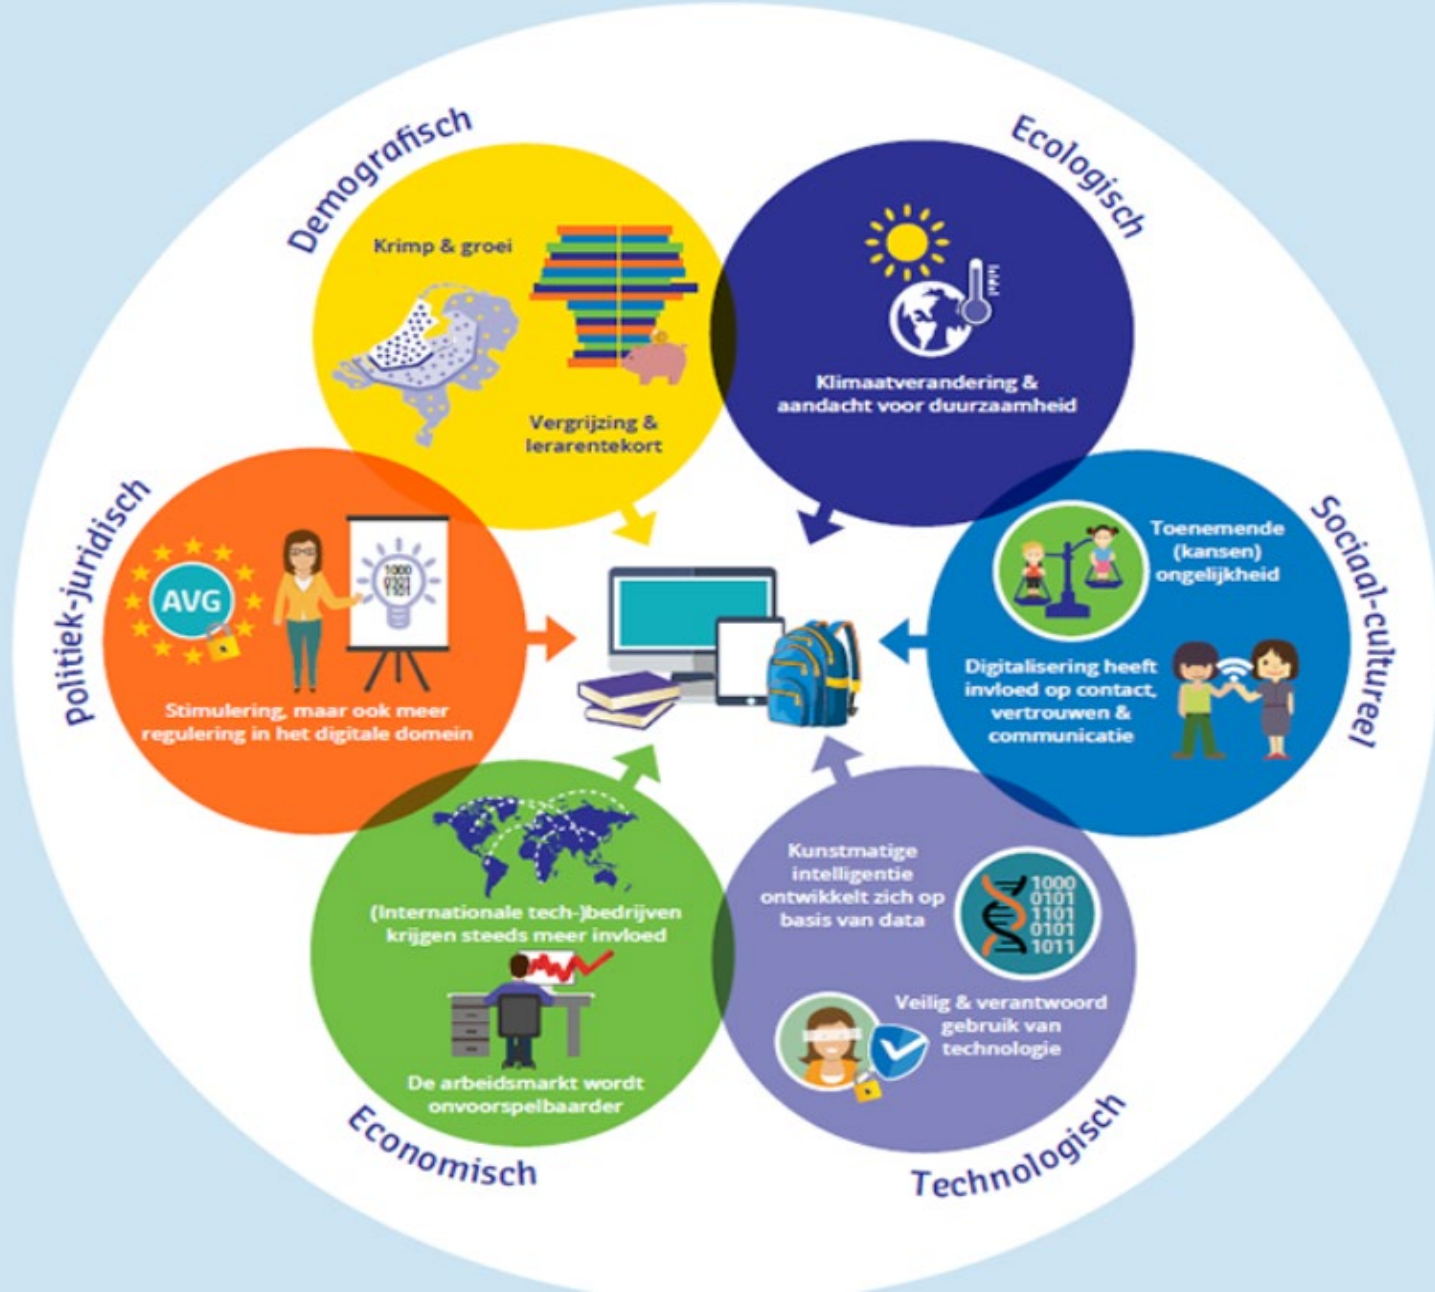 Demografisch
Krimp & groei
Vergrijzing &
lerarentekort
Ecologisch
Klimaatverandering &
aandacht voor duurzaamheid
Sociaal-cultureel
Toenemende
(kansen)
ongelijkheid
Digitalisering heeft
invloed op contact,
vertrouwen &
communicatie
Technologisch
Kunstmatige
intelligentie
ontwikkelt zich op
basis van data
1000
0101
1101
0101
1011
Veilig & verantwoord
gebruik van
technologie
Economisch
(Internationale tech-)bedrijven
krijgen steeds meer invloed
De arbeidsmarkt wordt
onvoorspelbaarder
Politiek-juridisch
AVG
1000
0101
1101
Stimulering, maar ook meer
regulering in het digitale domein